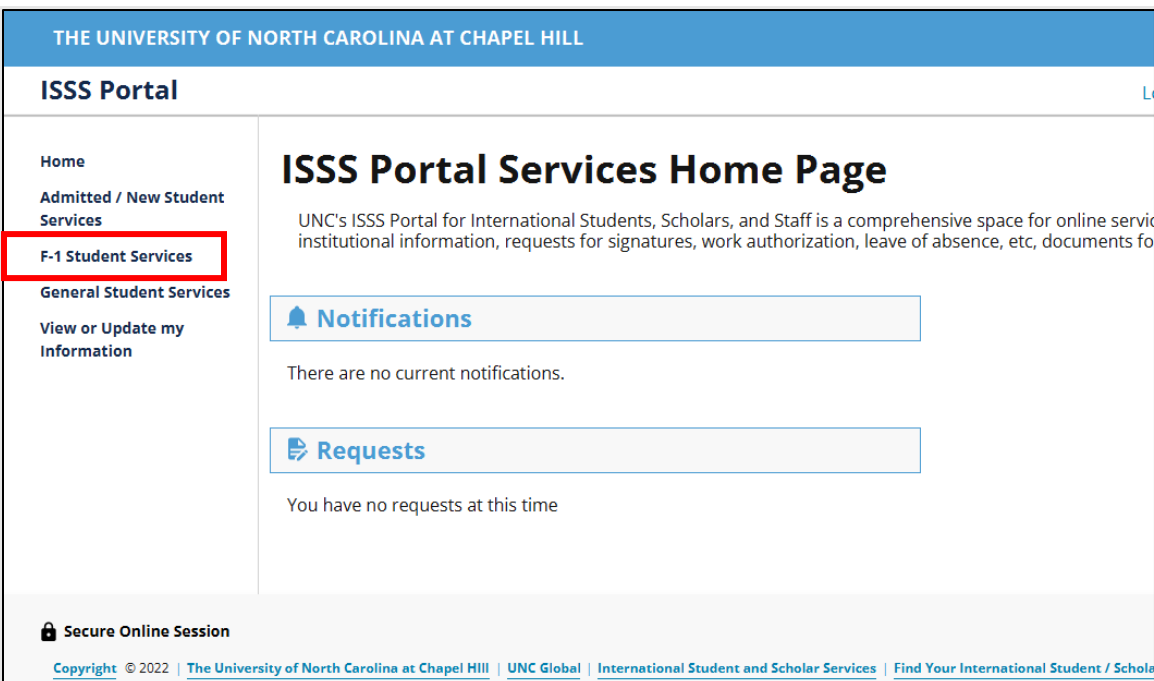 THE UNIVERSITY OF NORTH CAROLINA AT CHAPEL HILL
ISSS Portal
Home
Admitted / New Student
Services
F-1 Student Services
General Student Services
View or Update my
Information
ISSS Portal Services Home Page
UNC's ISSS Portal for International Students, Scholars, and Staff is a comprehensive space for online
institutional information, requests for signatures, work authorization, leave of absence, etc, documents
Notifications
There are no current notifications.
Requests
You have no requests at this time
Secure Online Session
Copyright © 2022 | The University of North Carolina at Chapel HIll | UNC Global | International Student and Scholar Services | Find Your International Student /